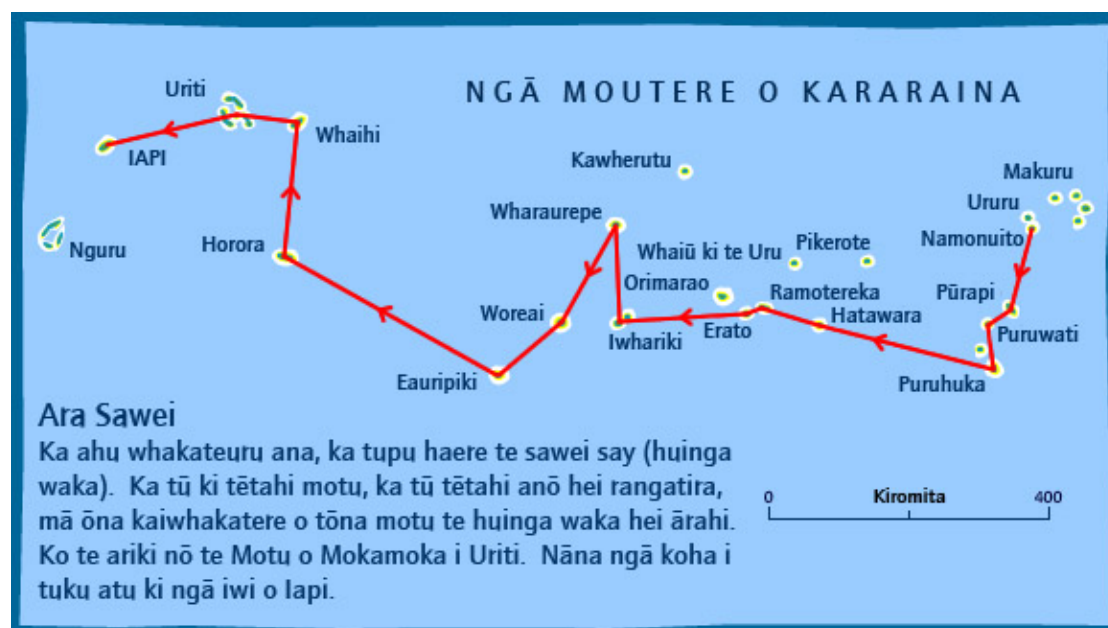 NGĀ MOUTERE O KARARAINA
Uriti
Whaihi
IAPI
Nguru
Horora
Kawherutu
Makuru
Wharaurepe
Ururu
Namonuito
Whaiū ki te Uru
Pikerote
Orimarao
Ramotereka
Pūrapi
Woreai
Iwhariki
Erato
Hatawara
Puruwati
Eauripiki
Puruhuka
Ara Sawei
Ka ahu whakateuru ana, ka tupu haere te sawei say (huinga
waka). Ka tū ki tētahi motu, ka tū tētahi anō hei rangatira,
mā ōna kaiwhakatere o tōna motu te huinga waka hei ārahi.
Ko te ariki nō te Motu o Mokamoka i Uriti. Nāna ngā koha i
tuku atu ki ngā iwi o Iapi.
0 Kiromita 400